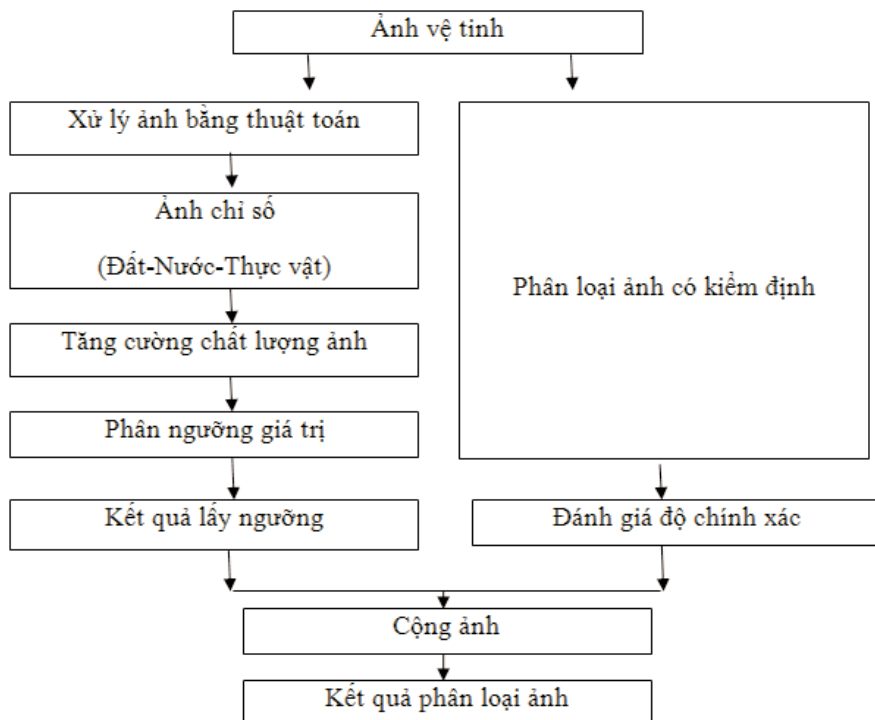 Ảnh vệ tinh
Xử lý ảnh bằng thuật toán
Ảnh chỉ số
(Đất-Nước-Thực vật)
Tăng cường chất lượng ảnh
Phân ngưỡng giá trị
Kết quả lấy ngưỡng
Phân loại ảnh có kiểm định
Đánh giá độ chính xác
Cộng ảnh
Kết quả phân loại ảnh